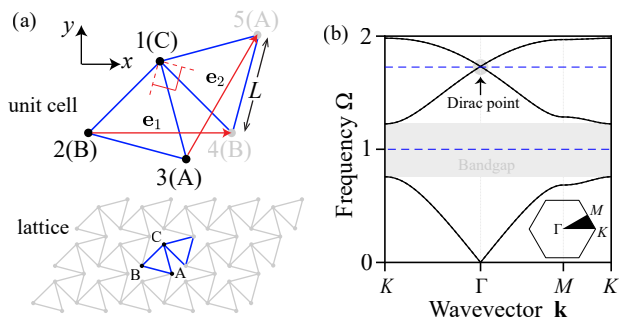 (a)
y
x
1(C)
5(A)
e₂
L
unit cell
e₁
2(B)
4(B)
3(A)
lattice
C
B
A
(b)
Frequency Ω
2
1
0
Dirac point
Bandgap
Γ
M
K
K
Γ
M
K
Wavevector k